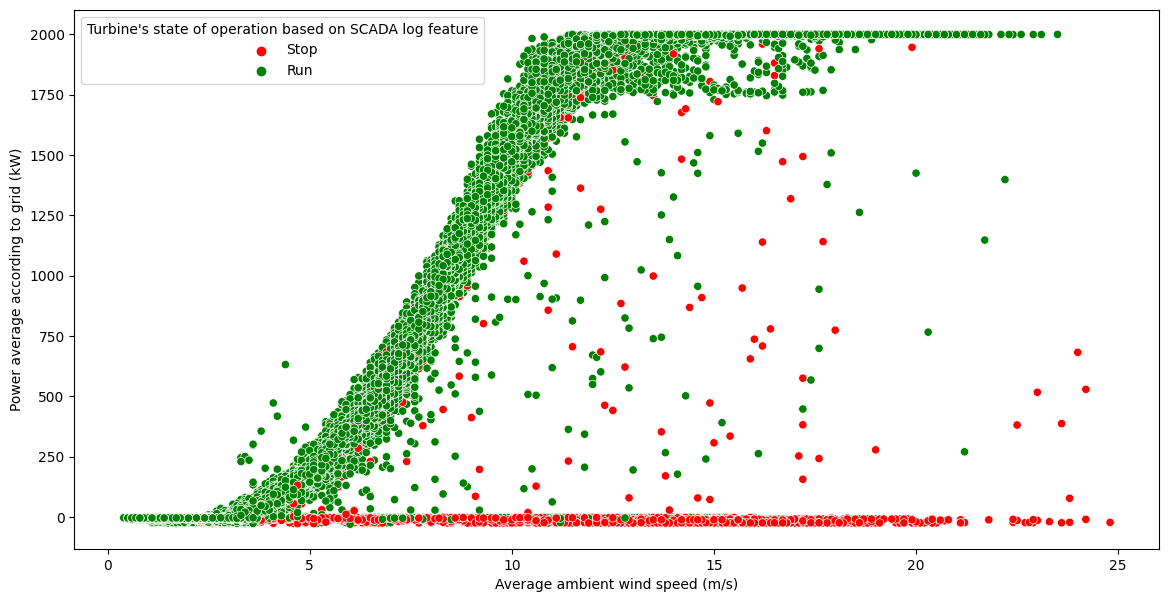 Turbine's state of operation based on SCADA log feature
Stop
Run
2000
1750
1500
1250
1000
750
500
250
0
Power average according to grid (kW)
0 5 10 15 20 25
Average ambient wind speed (m/s)